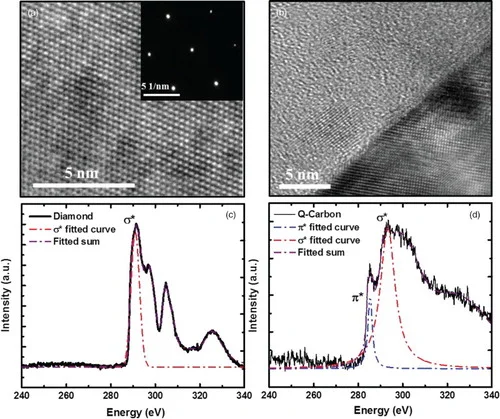 (a)
5 1/nm
5 nm
(b)
5 nm
σ*
(c)
Diamond
σ* fitted curve
Fitted sum
Intensity (a.u.)
240 260 280 300 320 340
Energy (eV)
σ*
(d)
Q-Carbon
π* fitted curve
σ* fitted curve
Fitted sum
π*
Intensity (a.u.)
240 260 280 300 320 340
Energy (eV)